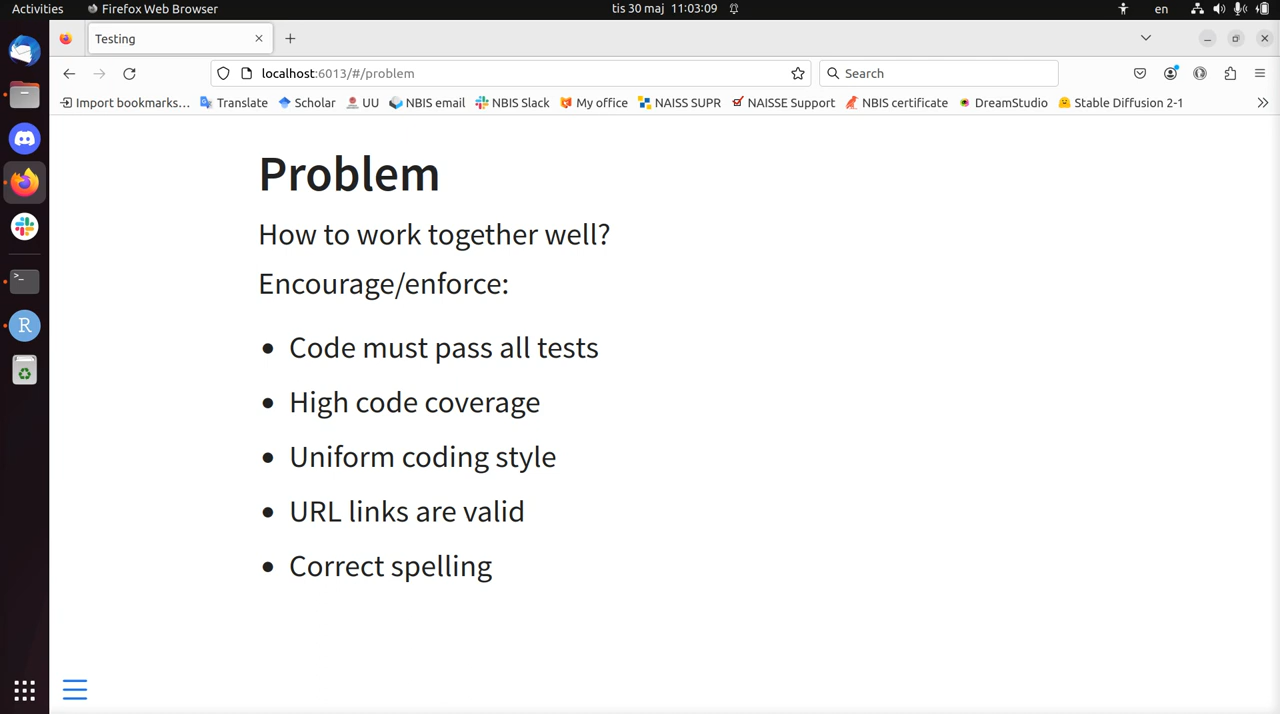 Activities
Firefox Web Browser
tis 30 maj 11:03:09
en
Testing
localhost:6013/#/problem
Search
Import bookmarks...
Translate
Scholar
UU
NBIS email
NBIS Slack
My office
NAISS SUPR
NAISSE Support
NBIS certificate
DreamStudio
Stable Diffusion 2-1
Problem
How to work together well?
Encourage/enforce:
• Code must pass all tests
• High code coverage
• Uniform coding style
• URL links are valid
• Correct spelling
R